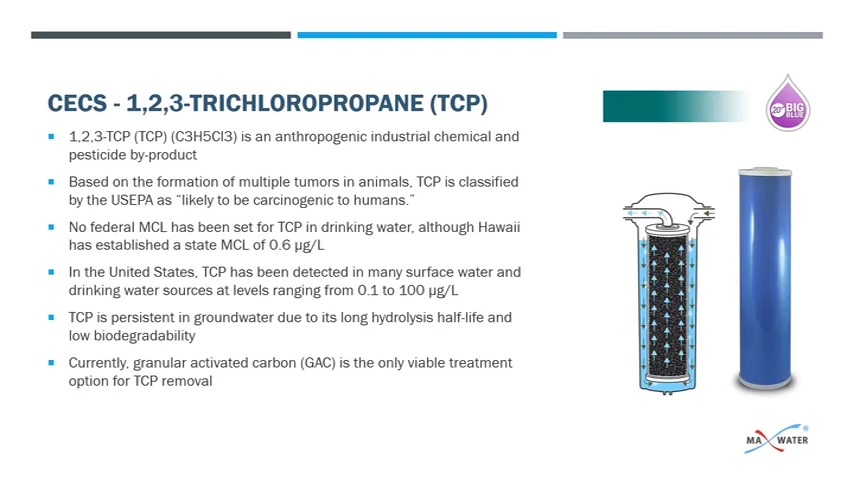 CECS - 1,2,3-TRICHLOROPROPANE (TCP)
1,2,3-TCP (TCP) (C3H5Cl3) is an anthropogenic industrial chemical and
pesticide by-product
Based on the formation of multiple tumors in animals, TCP is classified
by the USEPA as “likely to be carcinogenic to humans.”
No federal MCL has been set for TCP in drinking water, although Hawaii
has established a state MCL of 0.6 µg/L
In the United States, TCP has been detected in many surface water and
drinking water sources at levels ranging from 0.1 to 100 µg/L
TCP is persistent in groundwater due to its long hydrolysis half-life and
low biodegradability
Currently, granular activated carbon (GAC) is the only viable treatment
option for TCP removal
20" BIG
BLUE
MAX WATER